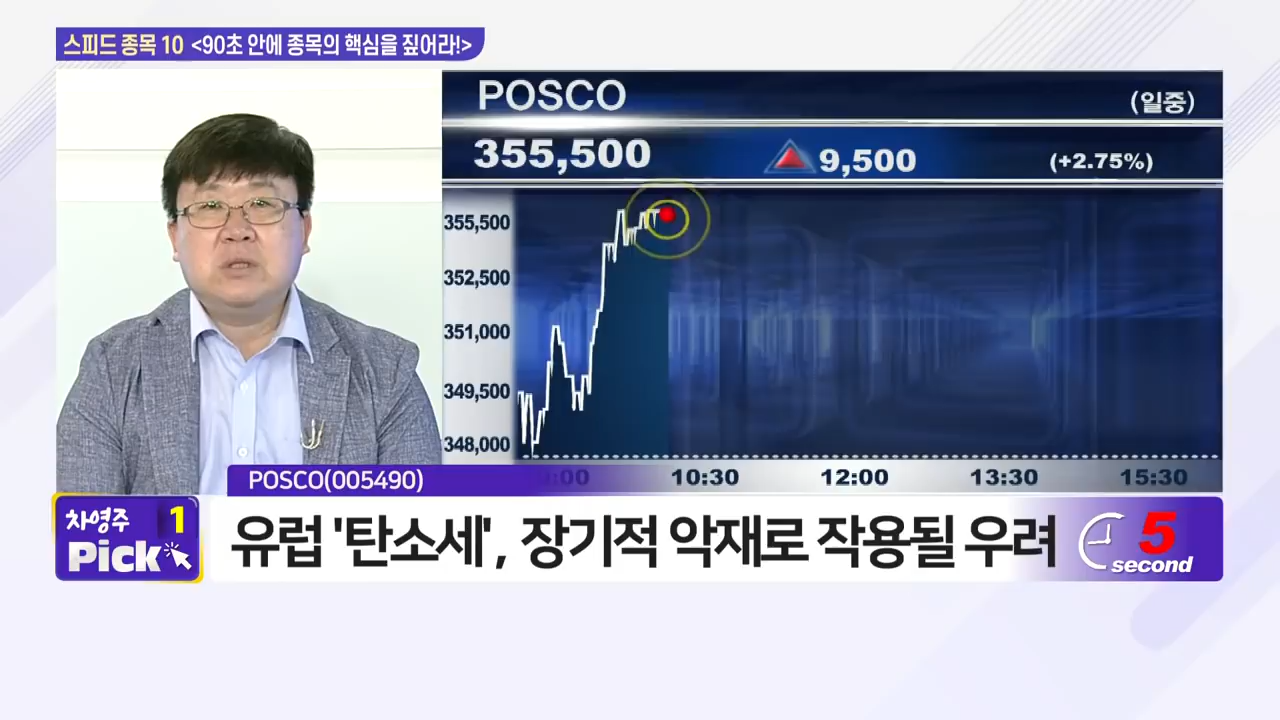 스피드 종목 10 <90초 안에 종목의 핵심을 짚어라!>
POSCO
(일중)
355,500
9,500
(+2.75%)
355,500
352,500
351,000
349,500
348,000
:00
10:30
12:00
13:30
15:30
POSCO(005490)
차영주 1
Pick
유럽 '탄소세', 장기적 악재로 작용될 우려
5
second